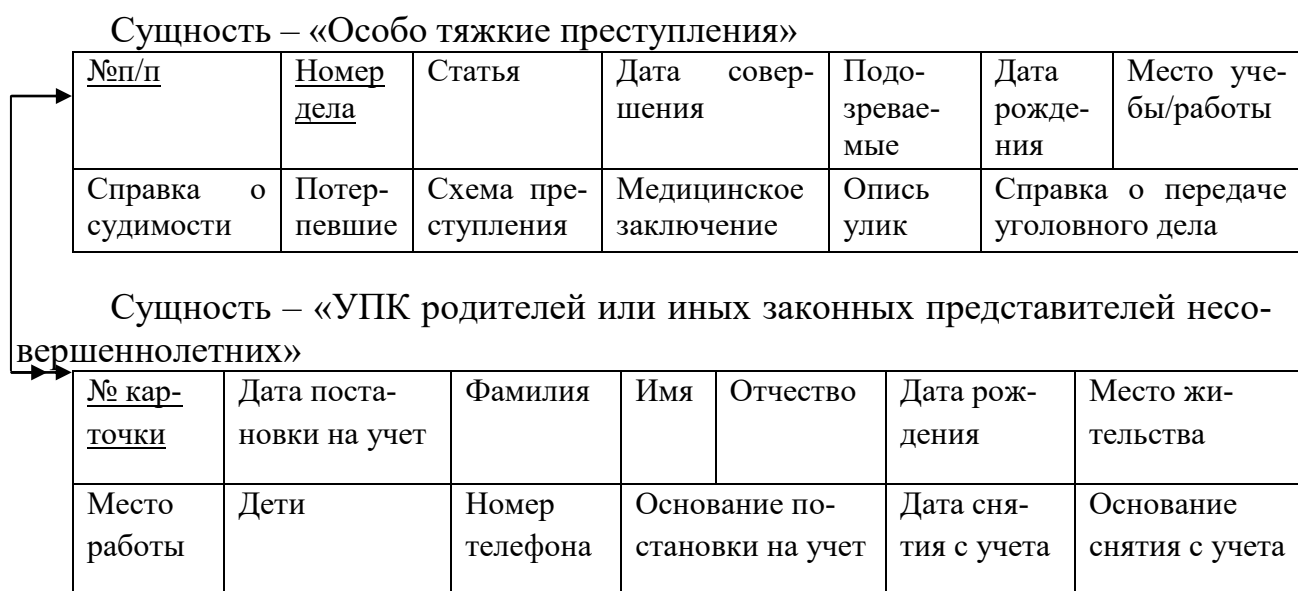 Сущность – «Особо тяжкие преступления»
№п/п Номер дела Статья Дата совер- шения Подо- зревае- мые Дата рожде- ния Место уче- бы/работы
Справка о судимости Потер- певшие Схема пре- ступления Медицинское заключение Опись улик Справка о передаче уголовного дела
Сущность – «УПК родителей или иных законных представителей несо-
вершеннолетних»
№ кар- точки Дата поста- новки на учет Фамилия Имя Отчество Дата рож- дения Место жи- тельства
Место работы Дети Номер телефона Основание по- становки на учет Дата сня- тия с учета Основание снятия с учета